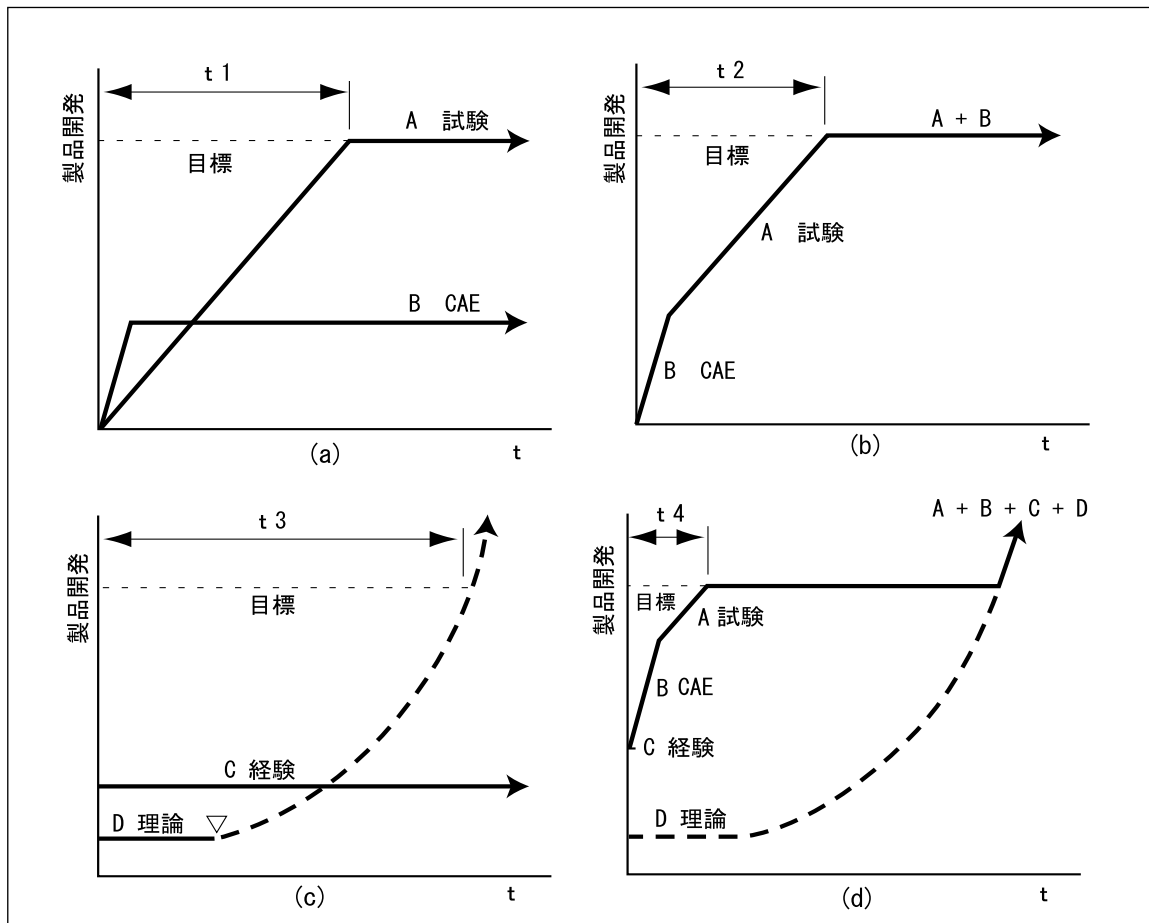 t 1
製品開発
目標
A 試験
B CAE
(a)
t
t 2
製品開発
目標
A + B
A 試験
B CAE
(b)
t
t 3
製品開発
目標
C 経験
D 理論 ▽
(c)
t
A + B + C + D
t 4
製品開発
目標
A 試験
B CAE
C 経験
D 理論
(d)
t